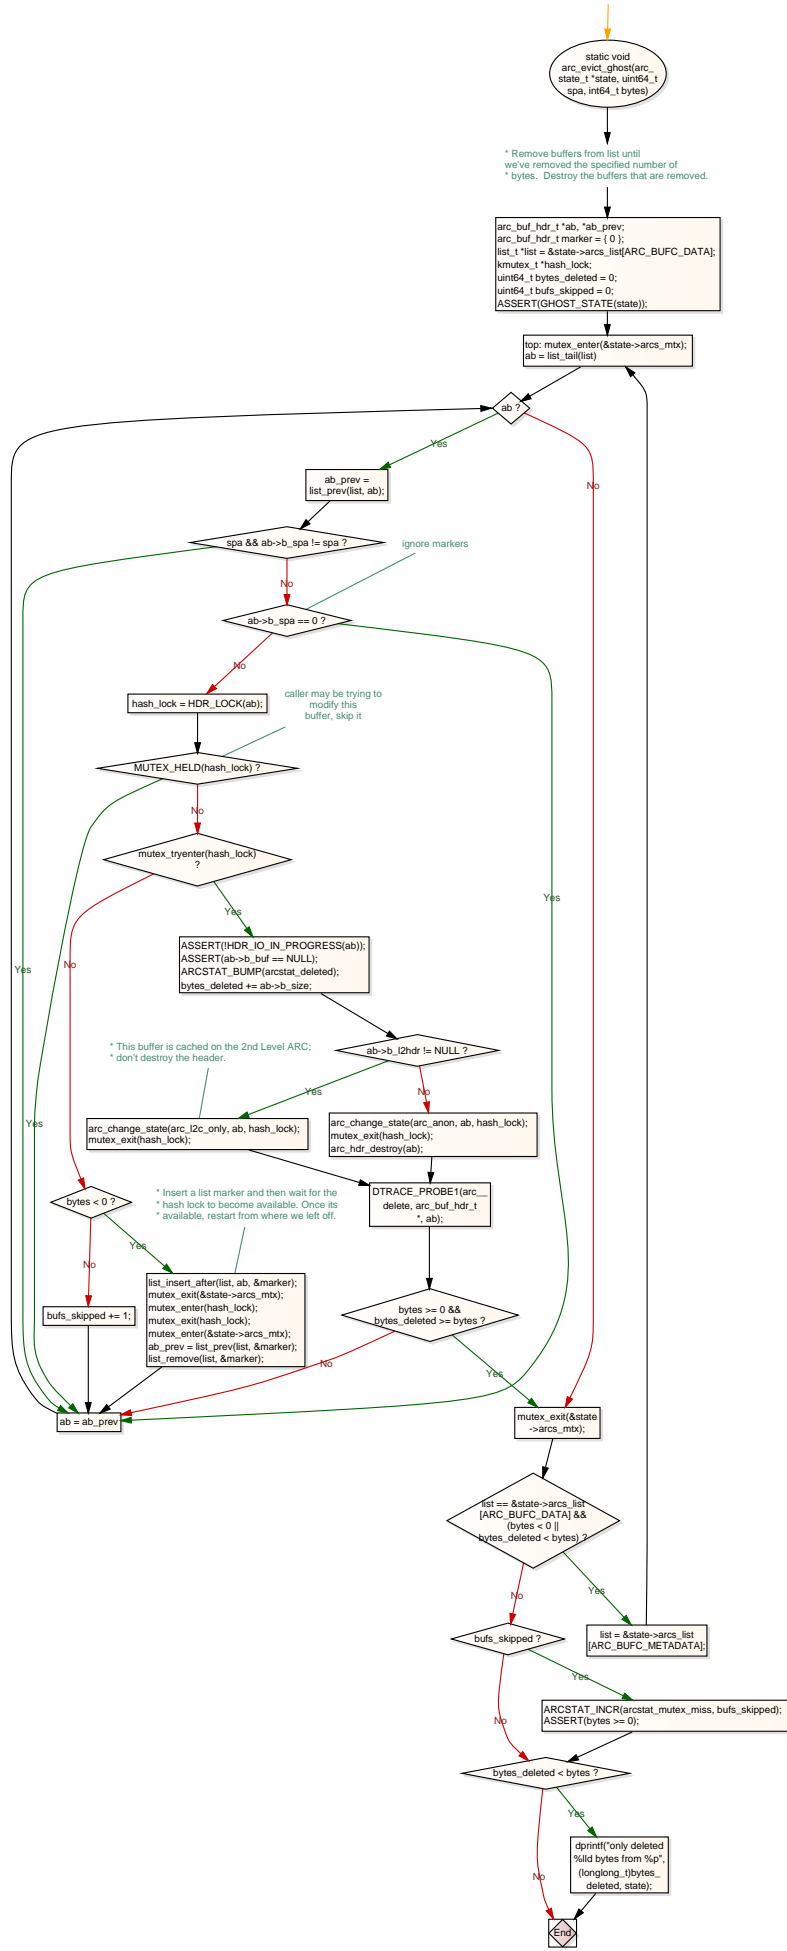 static void
arc_evict_ghost(arc_
state_t *state, uint64_t
spa, int64_t bytes)
* Remove buffers from list until
we've removed the specified number of
* bytes.  Destroy the buffers that are removed.
arc_buf_hdr_t *ab, *ab_prev;
arc_buf_hdr_t marker = { 0 };
list_t *list = &state->arcs_list[ARC_BUFC_DATA];
kmutex_t *hash_lock;
uint64_t bytes_deleted = 0;
uint64_t bufs_skipped = 0;
ASSERT(GHOST_STATE(state));
top: mutex_enter(&state->arcs_mtx);
ab = list_tail(list)
ab ?
Yes
No
ab_prev =
list_prev(list, ab);
spa && ab->b_spa != spa ?
ignore markers
No
ab->b_spa == 0 ?
No
caller may be trying to
modify this
buffer, skip it
hash_lock = HDR_LOCK(ab);
MUTEX_HELD(hash_lock) ?
No
mutex_tryenter(hash_lock)
?
Yes
Yes
No
Yes
ASSERT(!HDR_IO_IN_PROGRESS(ab));
ASSERT(ab->b_buf == NULL);
ARCSTAT_BUMP(arcstat_deleted);
bytes_deleted += ab->b_size;
* This buffer is cached on the 2nd Level ARC;
* don't destroy the header.
ab->b_l2hdr != NULL ?
Yes
No
Yes
arc_change_state(arc_l2c_only, ab, hash_lock);
mutex_exit(hash_lock);
arc_change_state(arc_anon, ab, hash_lock);
mutex_exit(hash_lock);
arc_hdr_destroy(ab);
bytes < 0 ?
* Insert a list marker and then wait for the
* hash lock to become available. Once its
* available, restart from where we left off.
DTRACE_PROBE1(arc__
delete, arc_buf_hdr_t
*, ab);
Yes
No
bufs_skipped += 1;
list_insert_after(list, ab, &marker);
mutex_exit(&state->arcs_mtx);
mutex_enter(hash_lock);
mutex_exit(hash_lock);
mutex_enter(&state->arcs_mtx);
ab_prev = list_prev(list, &marker);
list_remove(list, &marker);
bytes >= 0 &&
bytes_deleted >= bytes ?
No
Yes
ab = ab_prev
mutex_exit(&state
->arcs_mtx);
list == &state->arcs_list
[ARC_BUFC_DATA] &&
(bytes < 0 ||
bytes_deleted < bytes) ?
Yes
No
list = &state->arcs_list
[ARC_BUFC_METADATA];
bufs_skipped ?
Yes
No
ARCSTAT_INCR(arcstat_mutex_miss, bufs_skipped);
ASSERT(bytes >= 0);
bytes_deleted < bytes ?
Yes
No
dprintf("only deleted
%lld bytes from %p",
(longlong_t)bytes_
deleted, state);
End